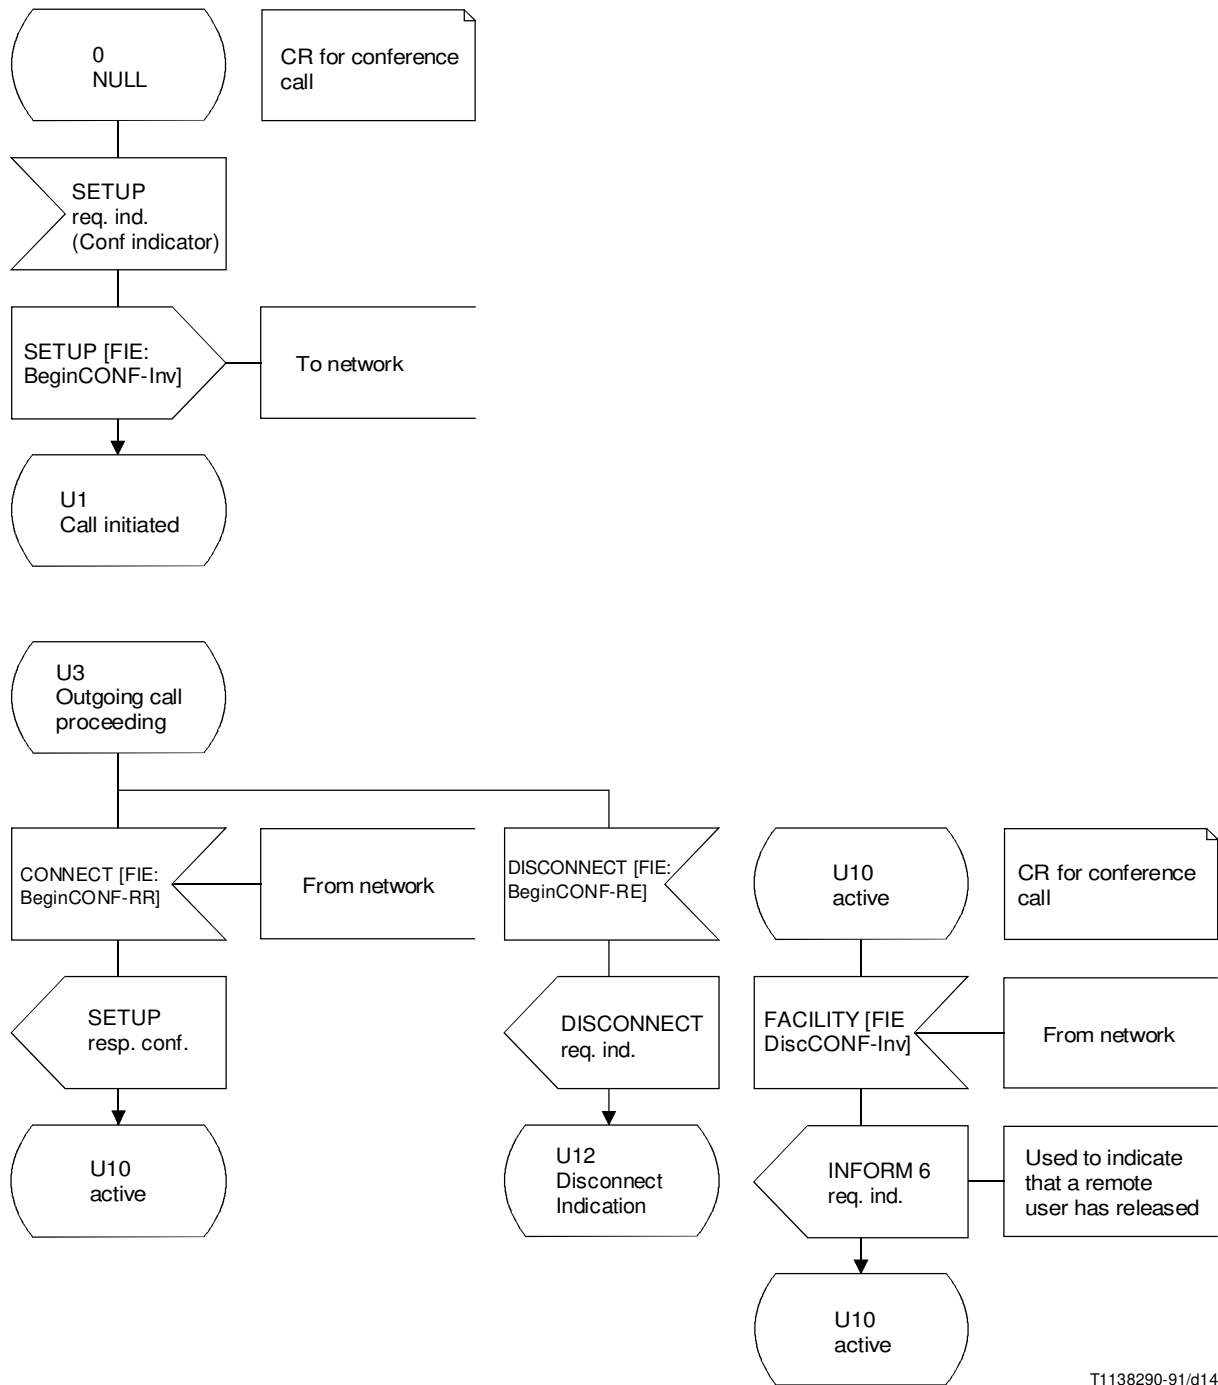 0
NULL
CR for conference
call
SETUP
req. ind.
(Conf indicator)
SETUP [FIE:
BeginCONF-Inv]
To network
U1
Call initiated
U3
Outgoing call
proceeding
CONNECT [FIE:
BeginCONF-RR]
From network
DISCONNECT [FIE:
BeginCONF-RE]
U10
active
CR for conference
call
SETUP
resp. conf.
DISCONNECT
req. ind.
FACILITY [FIE
DiscCONF-Inv]
From network
U10
active
U12
Disconnect
Indication
INFORM 6
req. ind.
Used to indicate
that a remote
user has released
U10
active
T1138290-91/d14